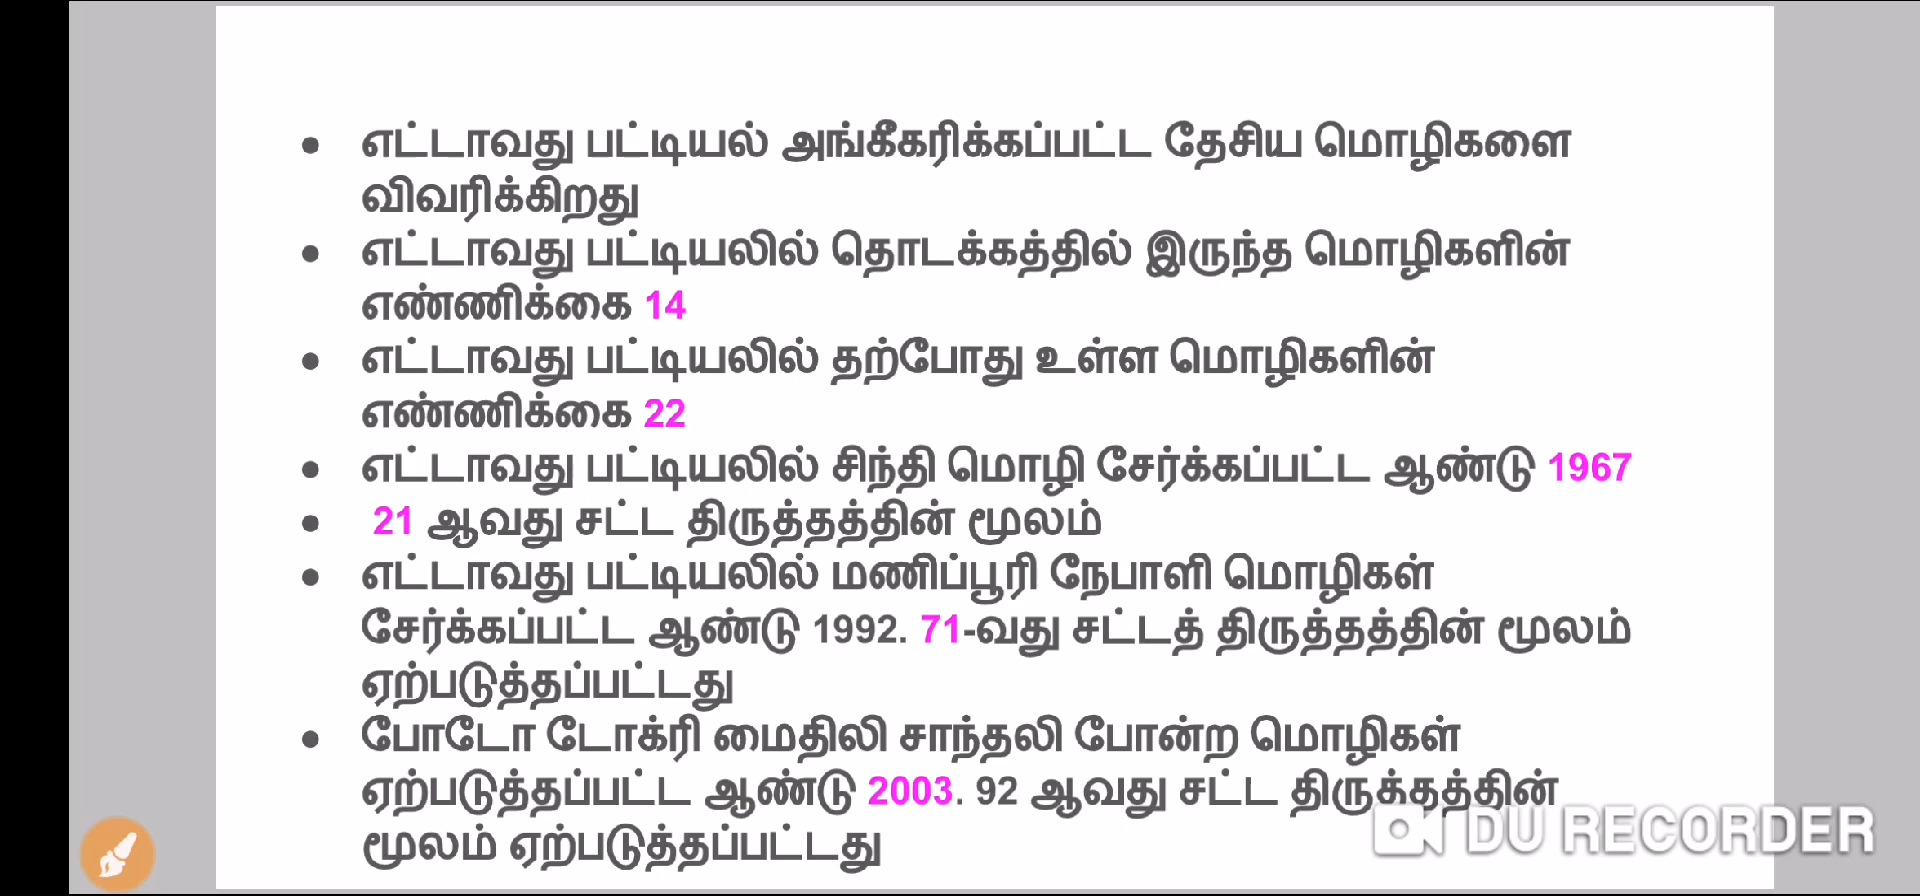 • எட்டாவது பட்டியல் அங்கீகரிக்கப்பட்ட தேசிய மொழிகளை
விவரிக்கிறது
• எட்டாவது பட்டியலில் தொடக்கத்தில் இருந்த மொழிகளின்
எண்ணிக்கை 14
• எட்டாவது பட்டியலில் தற்போது உள்ள மொழிகளின்
எண்ணிக்கை 22
• எட்டாவது பட்டியலில் சிந்தி மொழி சேர்க்கப்பட்ட ஆண்டு 1967
• 21 ஆவது சட்ட திருத்தத்தின் மூலம்
• எட்டாவது பட்டியலில் மணிப்பூரி நேபாளி மொழிகள்
சேர்க்கப்பட்ட ஆண்டு 1992. 71-வது சட்டத் திருத்தத்தின் மூலம்
ஏற்படுத்தப்பட்டது
• போடோ டோக்ரி மைதிலி சாந்தலி போன்ற மொழிகள்
ஏற்படுத்தப்பட்ட ஆண்டு 2003. 92 ஆவது சட்ட திருத்தத்தின்
மூலம் ஏற்படுத்தப்பட்டது
DU RECORDER